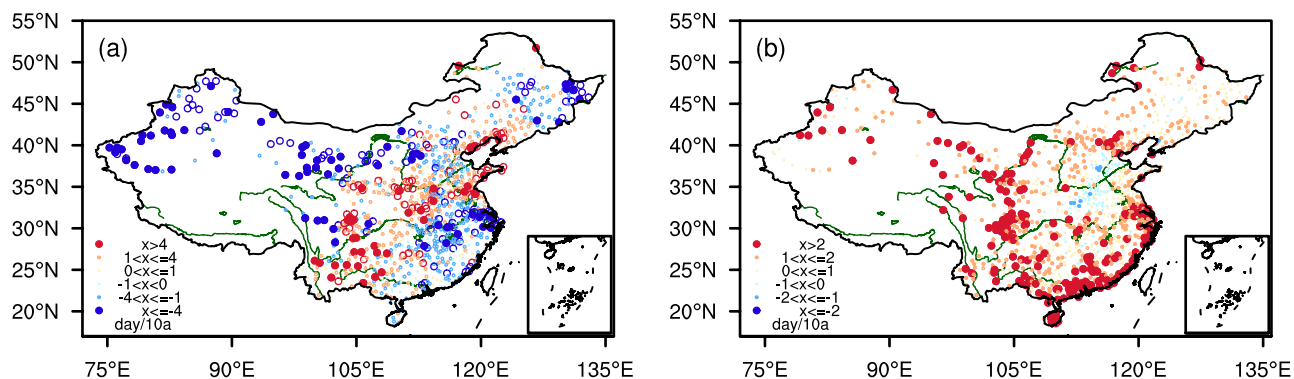 (a)
55°N
50°N
45°N
40°N
35°N
30°N
25°N
20°N
x>4
1<x<=4
0<x<=1
-1<x<0
-4<x<=-1
x<=-4
day/10a
75°E 90°E 105°E 120°E 135°E
(b)
55°N
50°N
45°N
40°N
35°N
30°N
25°N
20°N
x>2
1<x<=2
0<x<=1
-1<x<0
-2<x<=-1
x<=-2
day/10a
75°E 90°E 105°E 120°E 135°E